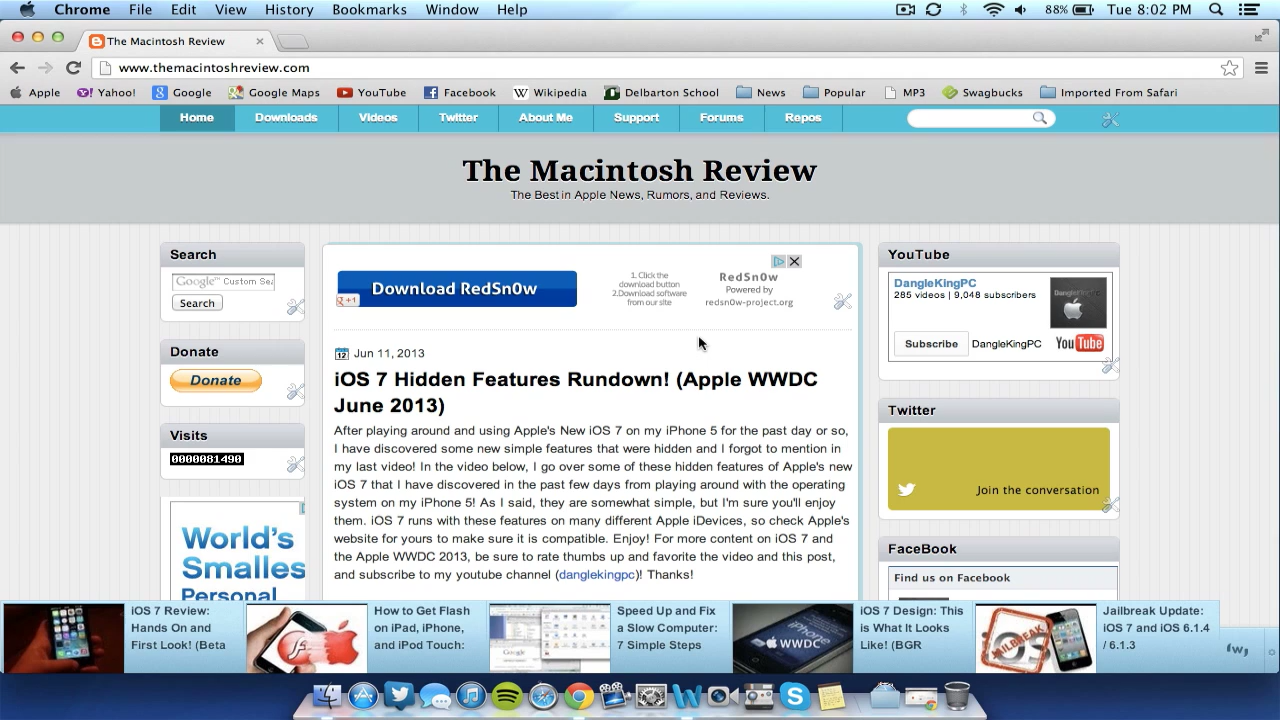 Chrome File Edit View History Bookmarks Window Help 88% Tue 8:02 PM
The Macintosh Review
www.themacintoshreview.com
Apple Yahoo! Google Google Maps YouTube Facebook Wikipedia Delbarton School News Popular MP3 Swagbucks Imported From Safari
Home Downloads Videos Twitter About Me Support Forums Repos
The Macintosh Review
The Best in Apple News, Rumors, and Reviews.
Search
Google™ Custom Sea
Search
Donate
Donate
Visits
0000081490
World's
Smalles
Personal
Download RedSn0w
+1
1. Click the
download button
2.Download software
from our site
RedSn0w
Powered by
redsn0w-project.org
12 Jun 11, 2013
iOS 7 Hidden Features Rundown! (Apple WWDC
June 2013)
After playing around and using Apple's New iOS 7 on my iPhone 5 for the past day or so,
I have discovered some new simple features that were hidden and I forgot to mention in
my last video! In the video below, I go over some of these hidden features of Apple's new
iOS 7 that I have discovered in the past few days from playing around with the operating
system on my iPhone 5! As I said, they are somewhat simple, but I'm sure you'll enjoy
them. iOS 7 runs with these features on many different Apple iDevices, so check Apple's
website for yours to make sure it is compatible. Enjoy! For more content on iOS 7 and
the Apple WWDC 2013, be sure to rate thumbs up and favorite the video and this post,
and subscribe to my youtube channel (danglekingpc)! Thanks!
YouTube
DangleKingPC
285 videos | 9,048 subscribers
Subscribe DangleKingPC YouTube
Twitter
Join the conversation
FaceBook
Find us on Facebook
iOS 7 Review:
Hands On and
First Look! (Beta
How to Get Flash
on iPad, iPhone,
and iPod Touch:
Speed Up and Fix
a Slow Computer:
7 Simple Steps
WWDC
iOS 7 Design: This
is What It Looks
Like! (BGR
JAILBREAK
Jailbreak Update:
iOS 7 and iOS 6.1.4
/ 6.1.3